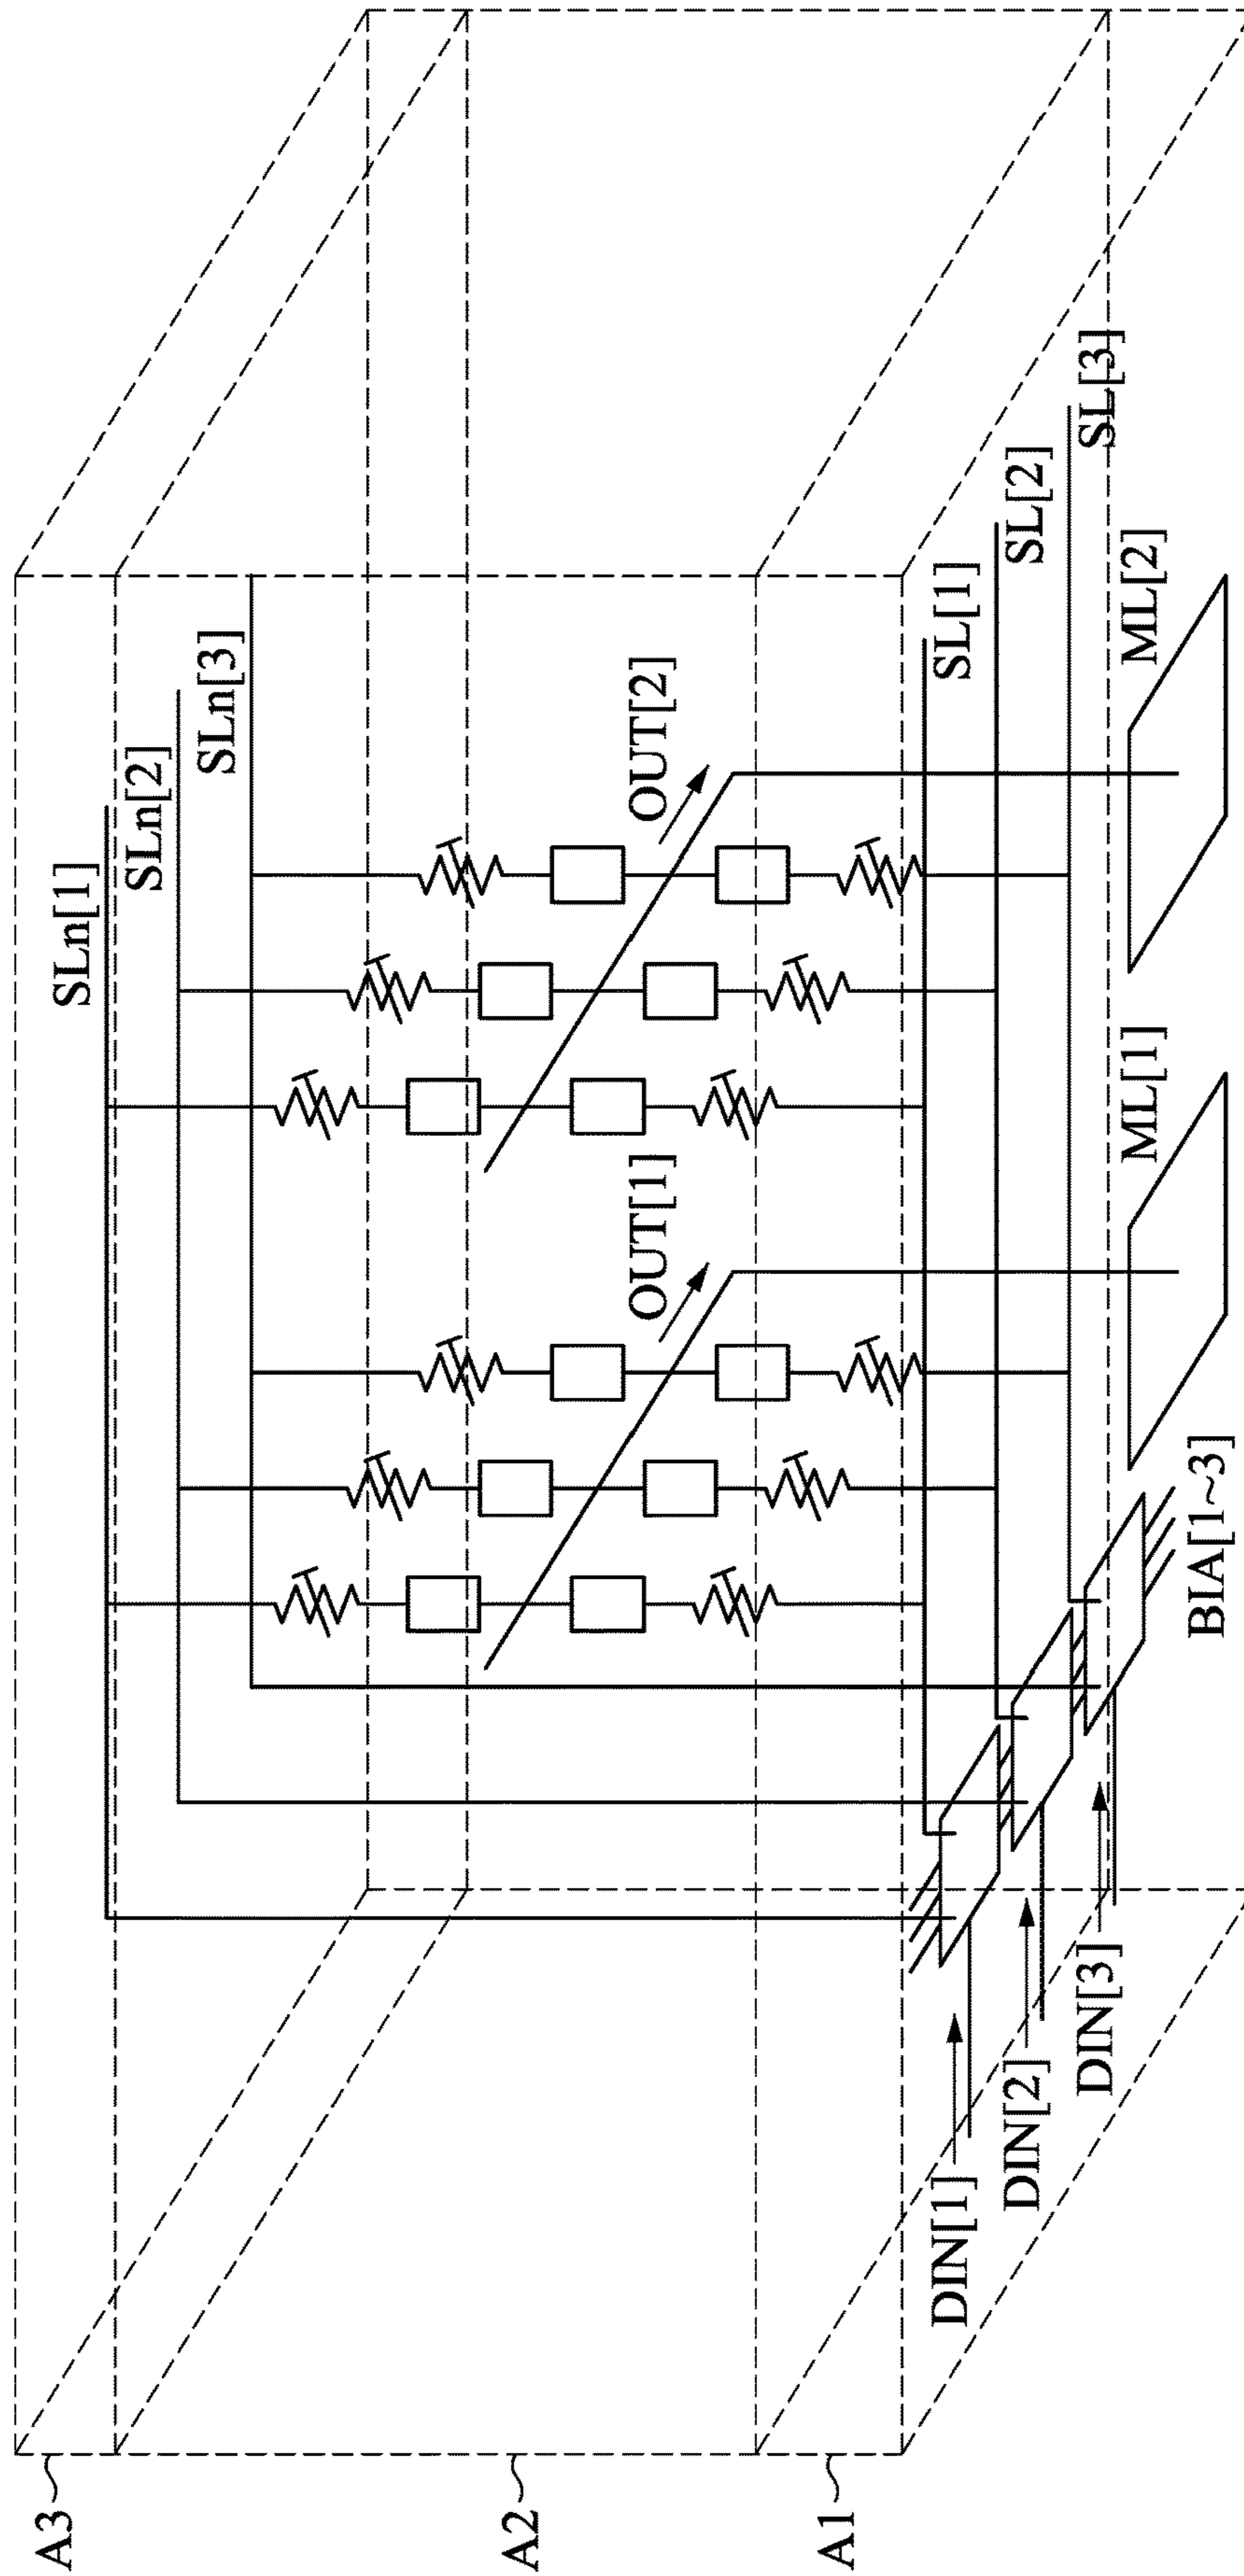 A3
A2
A1
SLn[1]
SLn[2]
SLn[3]
OUT[1]
OUT[2]
SL[1]
SL[2]
SL[3]
DIN[1]
DIN[2]
DIN[3]
BIA[1~3]
ML[1]
ML[2]